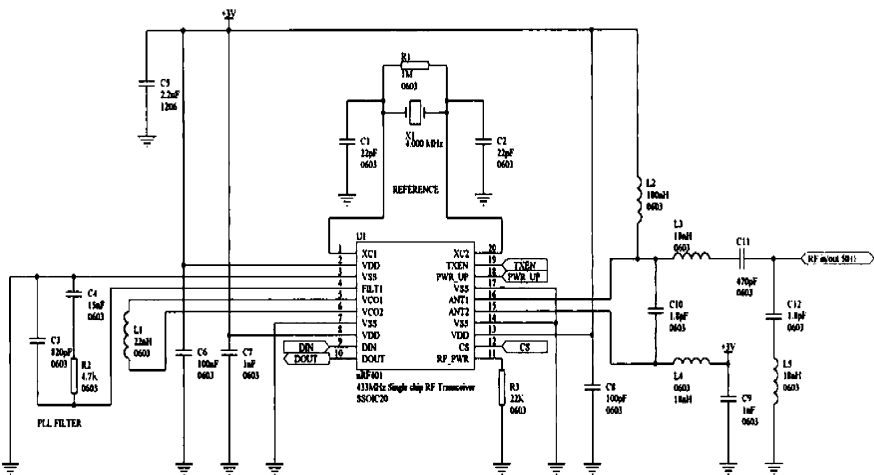 +3V
R1
1M
0603
C5
2.2nF
1206
C1
22pF
0603
X1
4.000 MHz
C2
22pF
0603
REFERENCE
L2
180nH
0603
L3
18nH
0603
C11
470pF
0603
RF in/out
U1
1 XC1 XC2 20
2 VDD TXEN 19 TXEN
3 VSS PWR_UP 18 PWR_UP
4 FILT1 VSS 17
5 VCO1 ANT1 16
6 VCO2 ANT2 15
7 VSS VSS 14
8 VDD VDD 13
DIN 9 DIN CS 12 CS
DOUT 10 DOUT RF_PWR 11
nRF401
433MHz Single chip RF Transceiver
SSOIC20
C4
15nF
0603
C3
820pF
0603
R2
4.7K
0603
L1
22nH
0603
C6
100nF
0603
C7
1nF
0603
R3
22K
0603
C8
100pF
0603
C10
1.8pF
0603
C12
1.8pF
0603
+3V
L4
0603
18nH
C9
1nF
0603
L5
18nH
0603
PLL FILTER